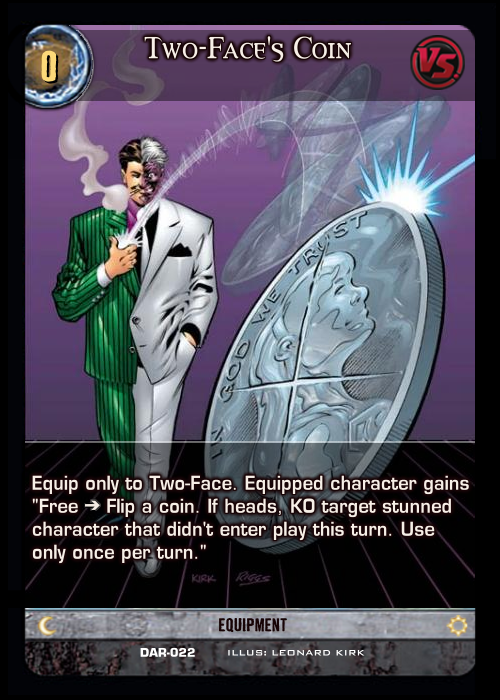 0
Two-Face's Coin
VS.
IN GOD WE TRUST
Equip only to Two-Face. Equipped character gains
"Free ➔ Flip a coin. If heads, KO target stunned
character that didn't enter play this turn. Use
only once per turn."
KIRK RIGGS
EQUIPMENT
DAR-022 ILLUS: LEONARD KIRK